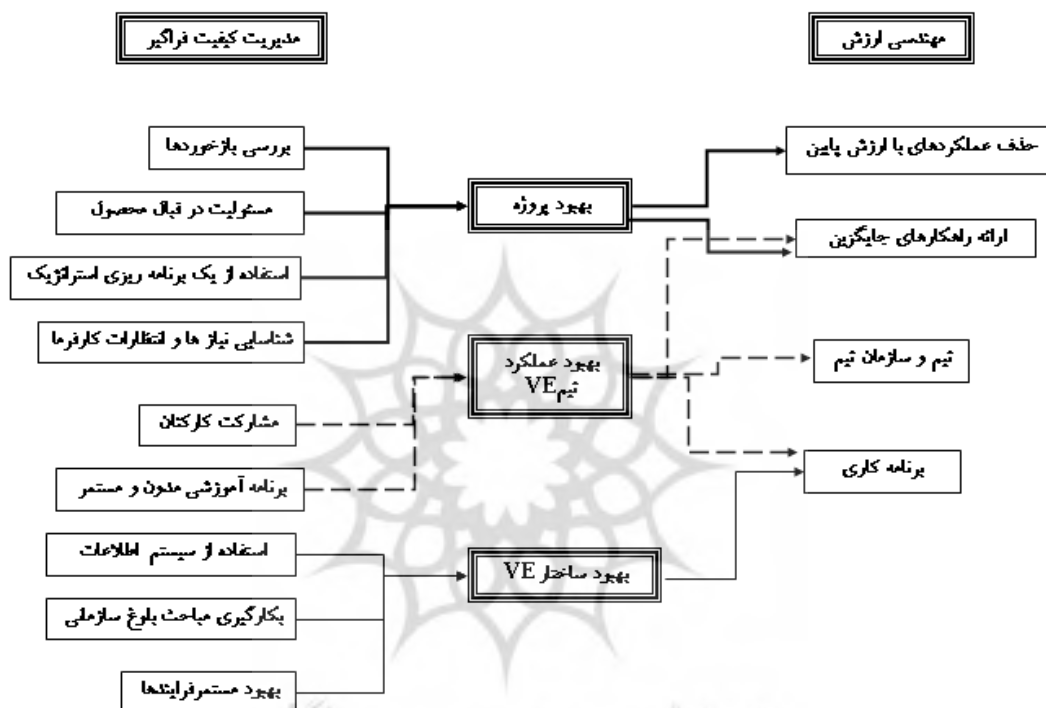 مهندسی ارزش
مدیریت کیفیت فراگیر
حذف عملکردهای با ارزش پایین
ارائه راهکارهای جایگزین
تیم و سازمان تیم
برنامه کاری
بهبود پروژه
بهبود عملکرد
تیم VE
بهبود ساختار VE
بررسی بازخوردها
مسئولیت در قبال محصول
استفاده از یک برنامه ریزی استراتژیک
شناسایی نیاز ها و انتظارات کارفرما
مشارکت کارکنان
برنامه آموزشی مدون و مستمر
استفاده از سیستم اطلاعات
بکارگیری مباحث بلوغ سازمانی
بهبود مستمرفرایندها